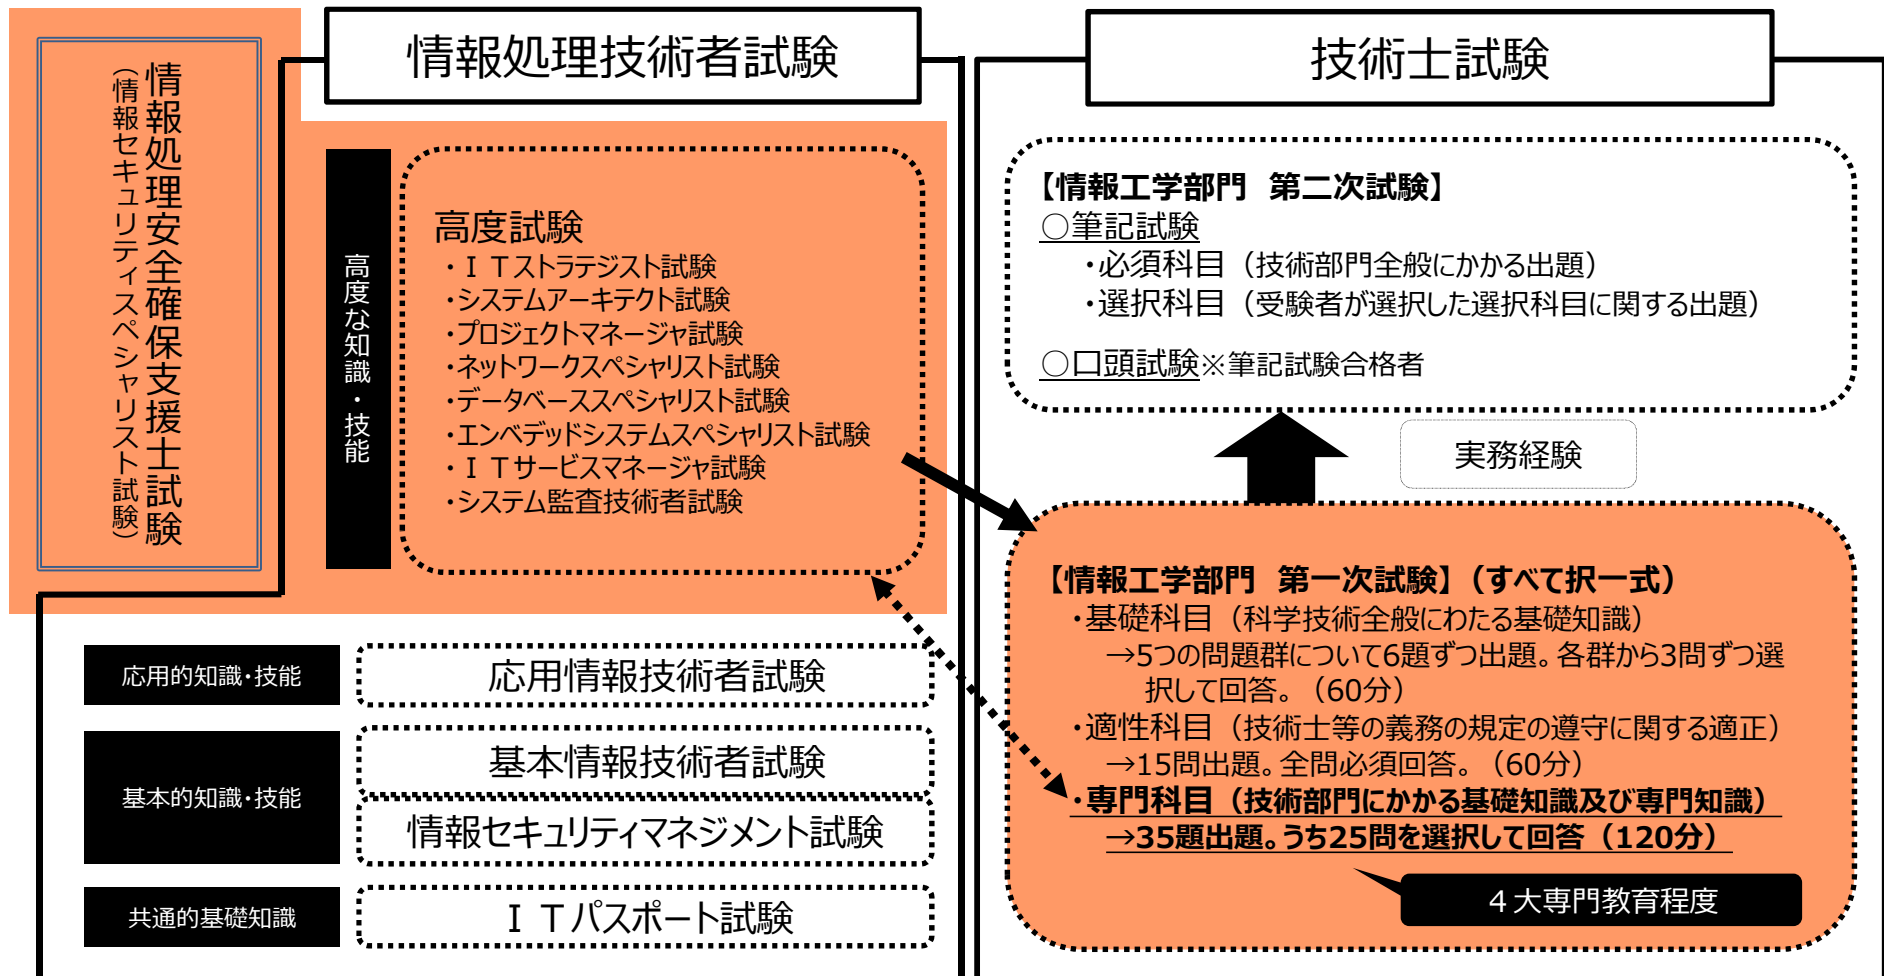 情報処理安全確保支援士試験
（情報セキュリティスペシャリスト試験）
情報処理技術者試験
高度な知識・技能
高度試験
・ＩＴストラテジスト試験
・システムアーキテクト試験
・プロジェクトマネージャ試験
・ネットワークスペシャリスト試験
・データベーススペシャリスト試験
・エンベデッドシステムスペシャリスト試験
・ＩＴサービスマネージャ試験
・システム監査技術者試験
応用的知識・技能
応用情報技術者試験
基本的知識・技能
基本情報技術者試験
情報セキュリティマネジメント試験
共通的基礎知識
ＩＴパスポート試験
技術士試験
【情報工学部門　第二次試験】
○筆記試験
・必須科目（技術部門全般にかかる出題）
・選択科目（受験者が選択した選択科目に関する出題）
○口頭試験※筆記試験合格者
実務経験
【情報工学部門　第一次試験】（すべて択一式）
・基礎科目（科学技術全般にわたる基礎知識）
→5つの問題群について6題ずつ出題。各群から3問ずつ選
択して回答。（60分）
・適性科目（技術士等の義務の規定の遵守に関する適正）
→15問出題。全問必須回答。（60分）
・専門科目（技術部門にかかる基礎知識及び専門知識）
→35題出題。うち25問を選択して回答（120分）
４大専門教育程度